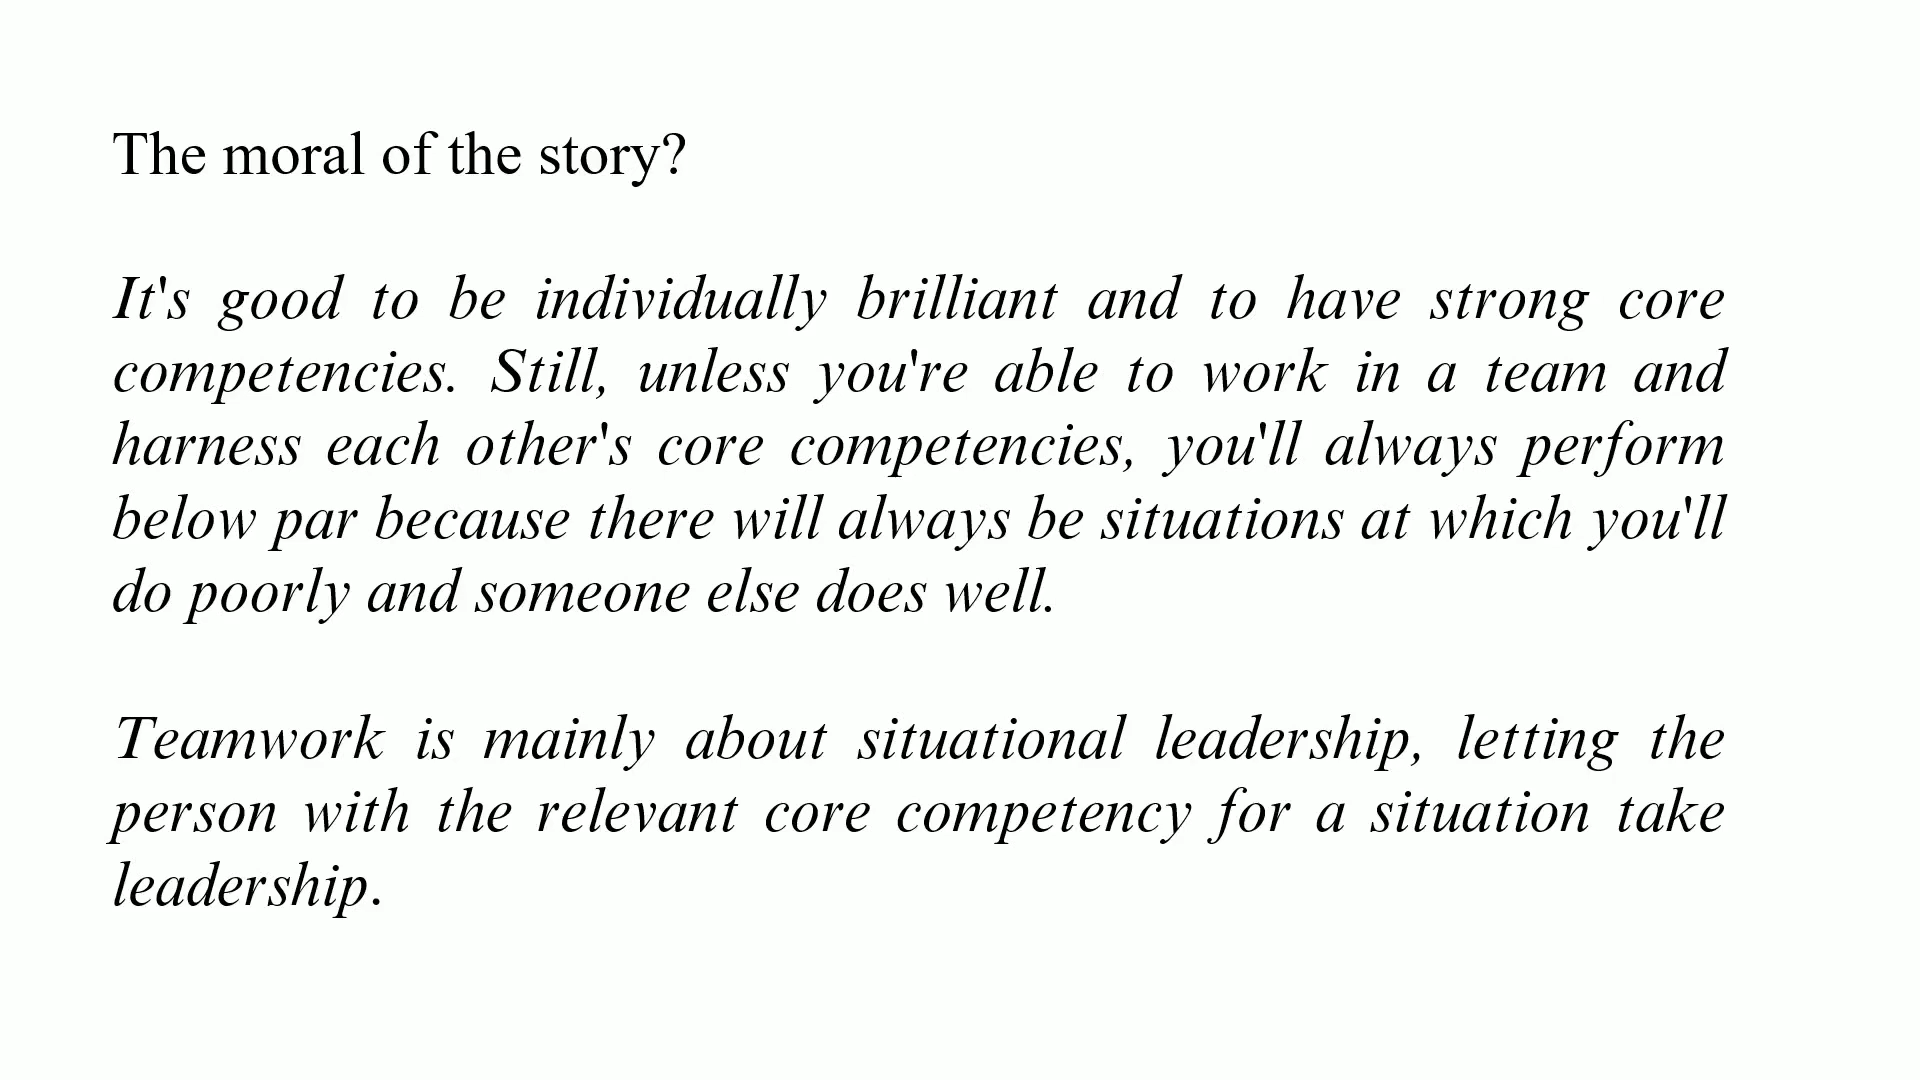 The moral of the story?
It's good to be individually brilliant and to have strong core
competencies. Still, unless you're able to work in a team and
harness each other's core competencies, you'll always perform
below par because there will always be situations at which you'll
do poorly and someone else does well.
Teamwork is mainly about situational leadership, letting the
person with the relevant core competency for a situation take
leadership.